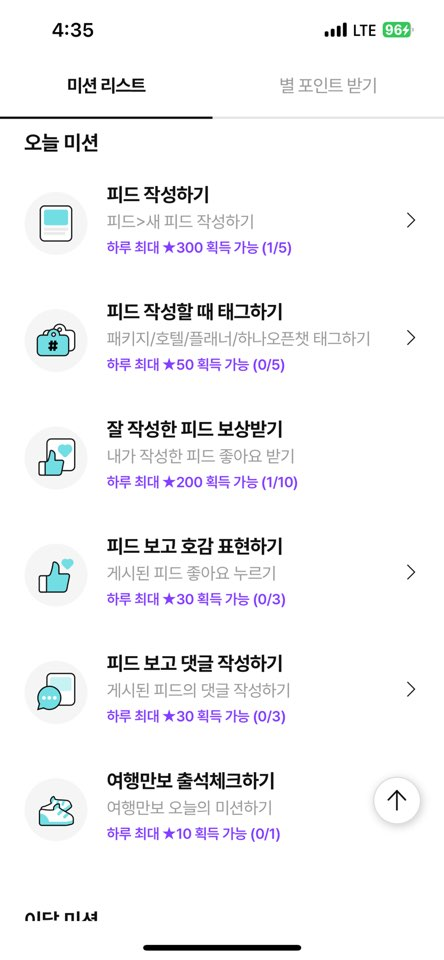 4:35
LTE 96
미션 리스트
별 포인트 받기
오늘 미션
피드 작성하기
피드>새 피드 작성하기
하루 최대 ★300 획득 가능 (1/5)
#
피드 작성할 때 태그하기
패키지/호텔/플래너/하나오픈챗 태그하기
하루 최대 ★50 획득 가능 (0/5)
잘 작성한 피드 보상받기
내가 작성한 피드 좋아요 받기
하루 최대 ★200 획득 가능 (1/10)
피드 보고 호감 표현하기
게시된 피드 좋아요 누르기
하루 최대 ★30 획득 가능 (0/3)
피드 보고 댓글 작성하기
게시된 피드의 댓글 작성하기
하루 최대 ★30 획득 가능 (0/3)
여행만보 출석체크하기
여행만보 오늘의 미션하기
하루 최대 ★10 획득 가능 (0/1)
이달 미션